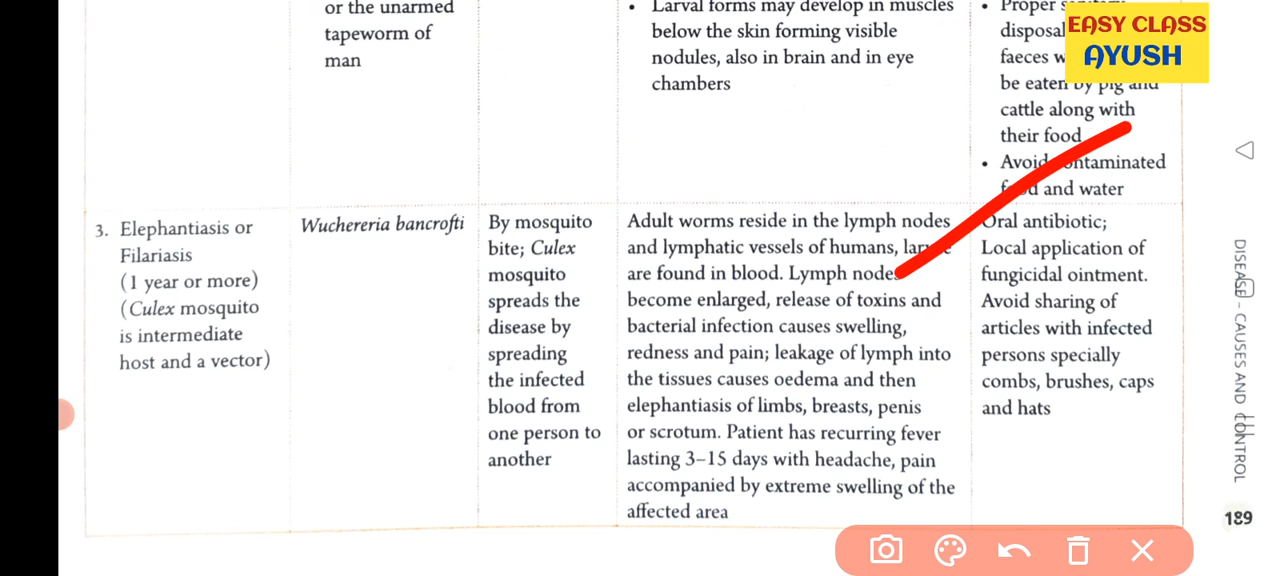 or the unarmed
tapeworm of
man
• Larval forms may develop in muscles
below the skin forming visible
nodules, also in brain and in eye
chambers
• Proper
disposal
faeces
be eaten by pig and
cattle along with
their food
• Avoid contaminated
food and water
EASY CLASS
AYUSH
3. Elephantiasis or
Filariasis
(1 year or more)
(Culex mosquito
is intermediate
host and a vector)
Wuchereria bancrofti
By mosquito
bite; Culex
mosquito
spreads the
disease by
spreading
the infected
blood from
one person to
another
Adult worms reside in the lymph nodes
and lymphatic vessels of humans, larvae
are found in blood. Lymph nodes
become enlarged, release of toxins and
bacterial infection causes swelling,
redness and pain; leakage of lymph into
the tissues causes oedema and then
elephantiasis of limbs, breasts, penis
or scrotum. Patient has recurring fever
lasting 3–15 days with headache, pain
accompanied by extreme swelling of the
affected area
Oral antibiotic;
Local application of
fungicidal ointment.
Avoid sharing of
articles with infected
persons specially
combs, brushes, caps
and hats
DISEASE – CAUSES AND CONTROL
189